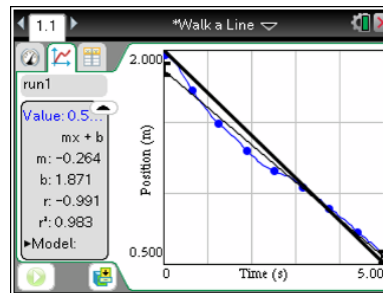 1.1 *Walk a Line
run1
Value: 0.5...
mx + b
m: -0.264
b: 1.871
r: -0.991
r²: 0.983
▸Model:
2.000
Position (m)
0.500
0 Time (s) 5.00